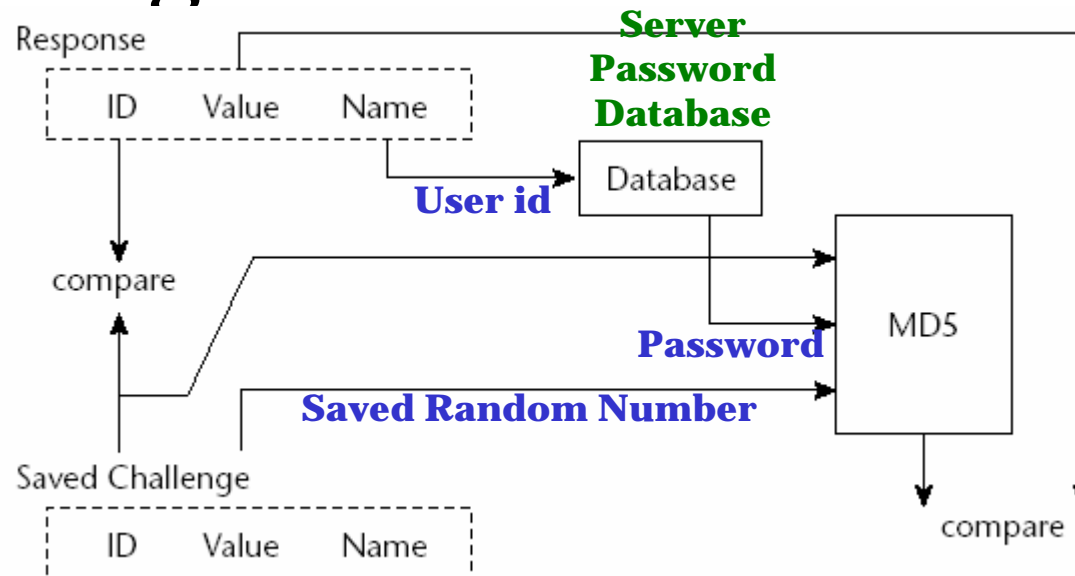 Response
Server
Password
Database
ID Value Name
Database
User id
compare
MD5
Password
Saved Random Number
Saved Challenge
compare
ID Value Name